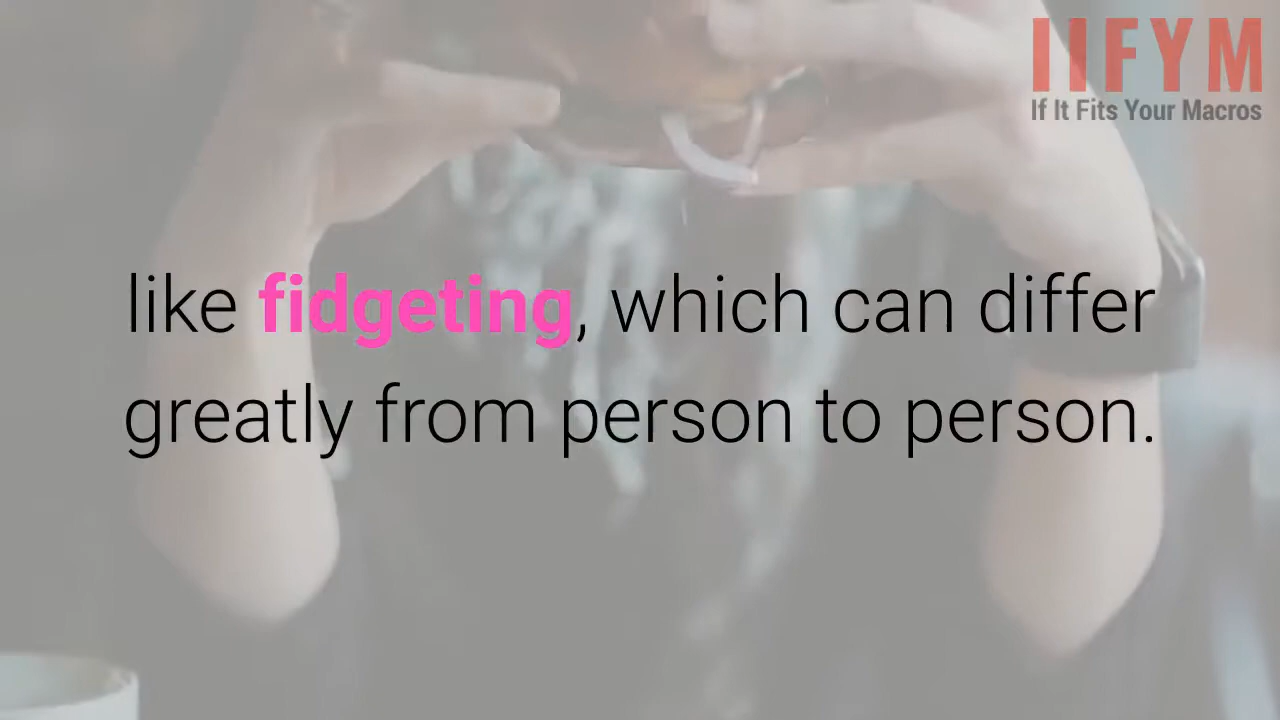 IIFYM
If It Fits Your Macros
like fidgeting, which can differ
greatly from person to person.